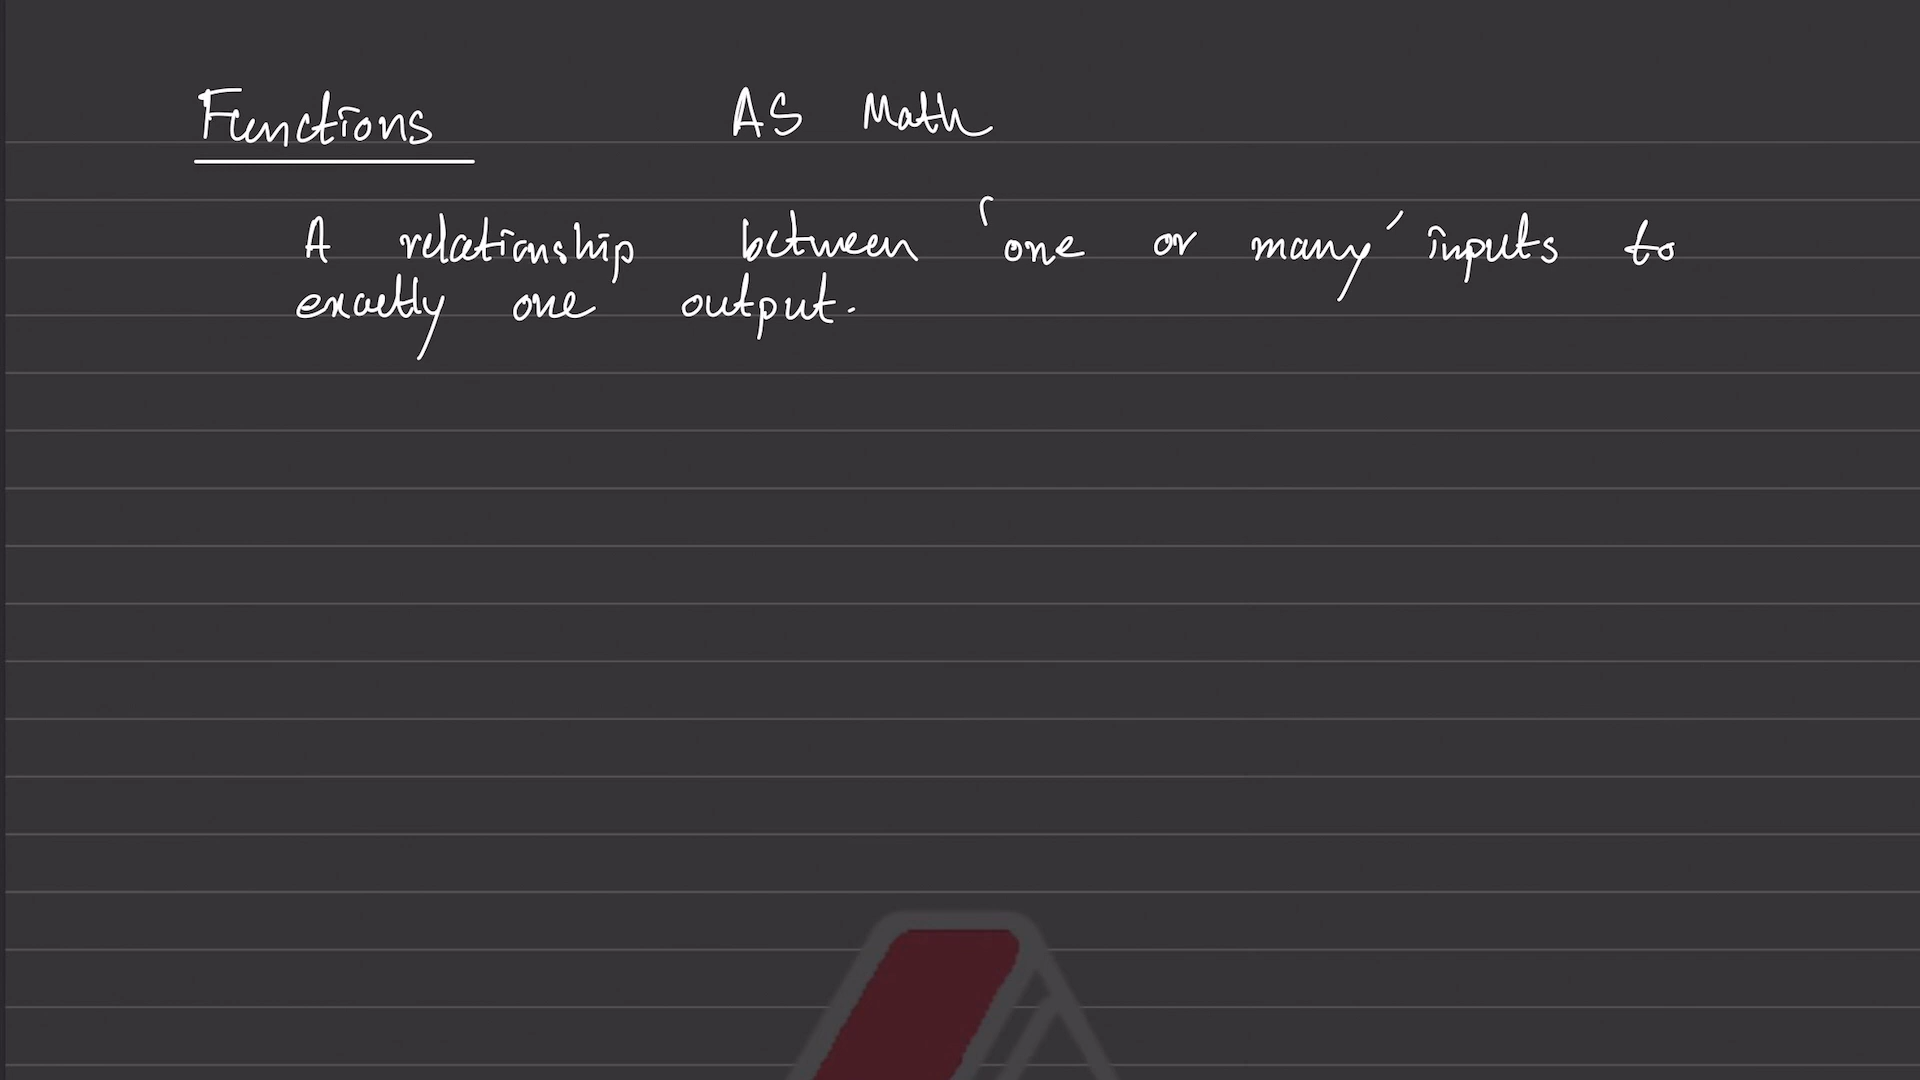 Functions AS Math
A relationship between 'one or many' inputs to
exactly one output.